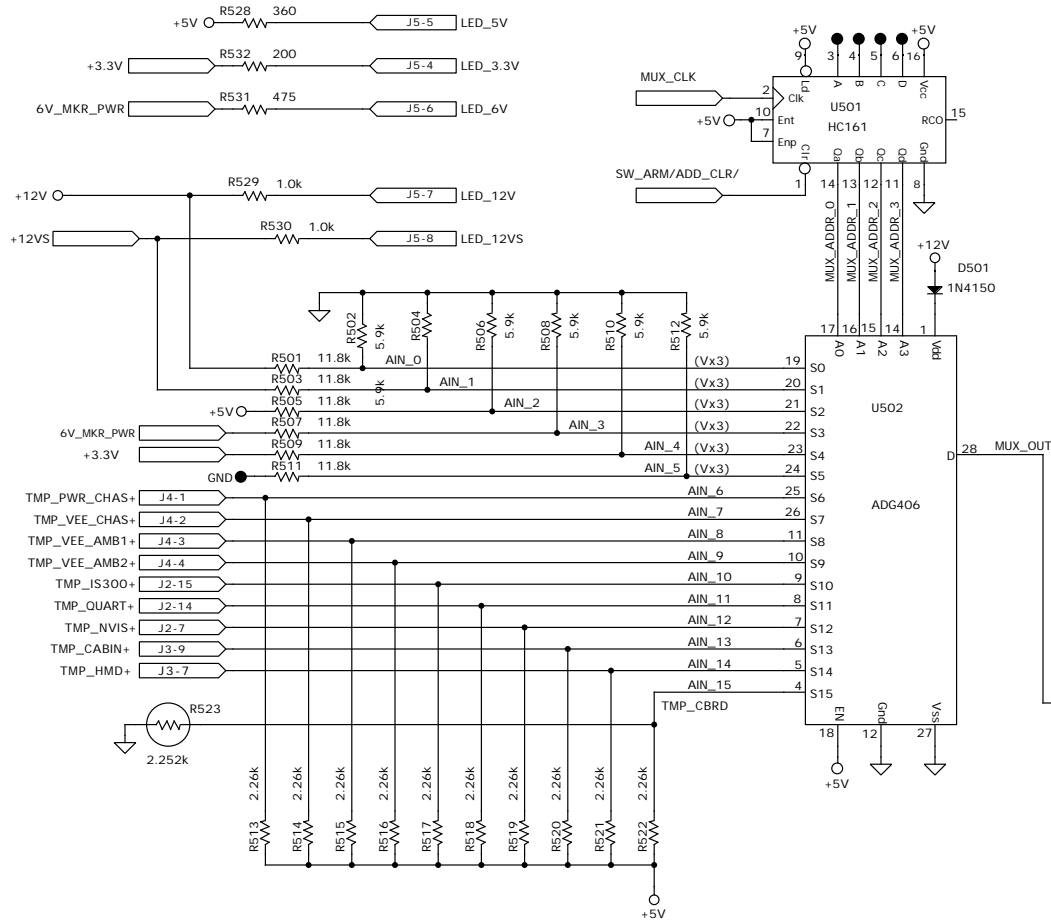 +5V R528 360 J5-5 LED_5V
+3.3V R532 200 J5-4 LED_3.3V
6V_MKR_PWR R531 475 J5-6 LED_6V
+12V R529 1.0k J5-7 LED_12V
+12VS R530 1.0k J5-8 LED_12VS
+5V +5V
9 3 4 5 6 16
Ld A B C D Vcc
MUX_CLK 2 Clk
U501
HC161
+5V 10 Ent
7 Enp
RCO 15
Clr Qa Qb Qc Qd Gnd
SW_ARM/ADD_CLR/ 1
14 13 12 11 8
MUX_ADDR_0
MUX_ADDR_1
MUX_ADDR_2
MUX_ADDR_3
+12V
D501
1N4150
17 16 15 14 1
A0 A1 A2 A3 Vdd
R502 5.9k
R504 5.9k
R506 5.9k
R508 5.9k
R510 5.9k
R512 5.9k
R501 11.8k AIN_0 (Vx3) 19 S0
R503 11.8k AIN_1 (Vx3) 20 S1
+5V R505 11.8k AIN_2 (Vx3) 21 S2
6V_MKR_PWR R507 11.8k AIN_3 (Vx3) 22 S3
+3.3V R509 11.8k AIN_4 (Vx3) 23 S4
GND R511 11.8k AIN_5 (Vx3) 24 S5
U502
ADG406
D 28 MUX_OUT
TMP_PWR_CHAS+ J4-1 AIN_6 25 S6
TMP_VEE_CHAS+ J4-2 AIN_7 26 S7
TMP_VEE_AMB1+ J4-3 AIN_8 11 S8
TMP_VEE_AMB2+ J4-4 AIN_9 10 S9
TMP_IS300+ J2-15 AIN_10 9 S10
TMP_QUART+ J2-14 AIN_11 8 S11
TMP_NVIS+ J2-7 AIN_12 7 S12
TMP_CABIN+ J3-9 AIN_13 6 S13
TMP_HMD+ J3-7 AIN_14 5 S14
AIN_15 4 S15
TMP_CBRD
R523
2.252k
EN Gnd Vss
18 12 27
+5V
R513 2.26k
R514 2.26k
R515 2.26k
R516 2.26k
R517 2.26k
R518 2.26k
R519 2.26k
R520 2.26k
R521 2.26k
R522 2.26k
+5V